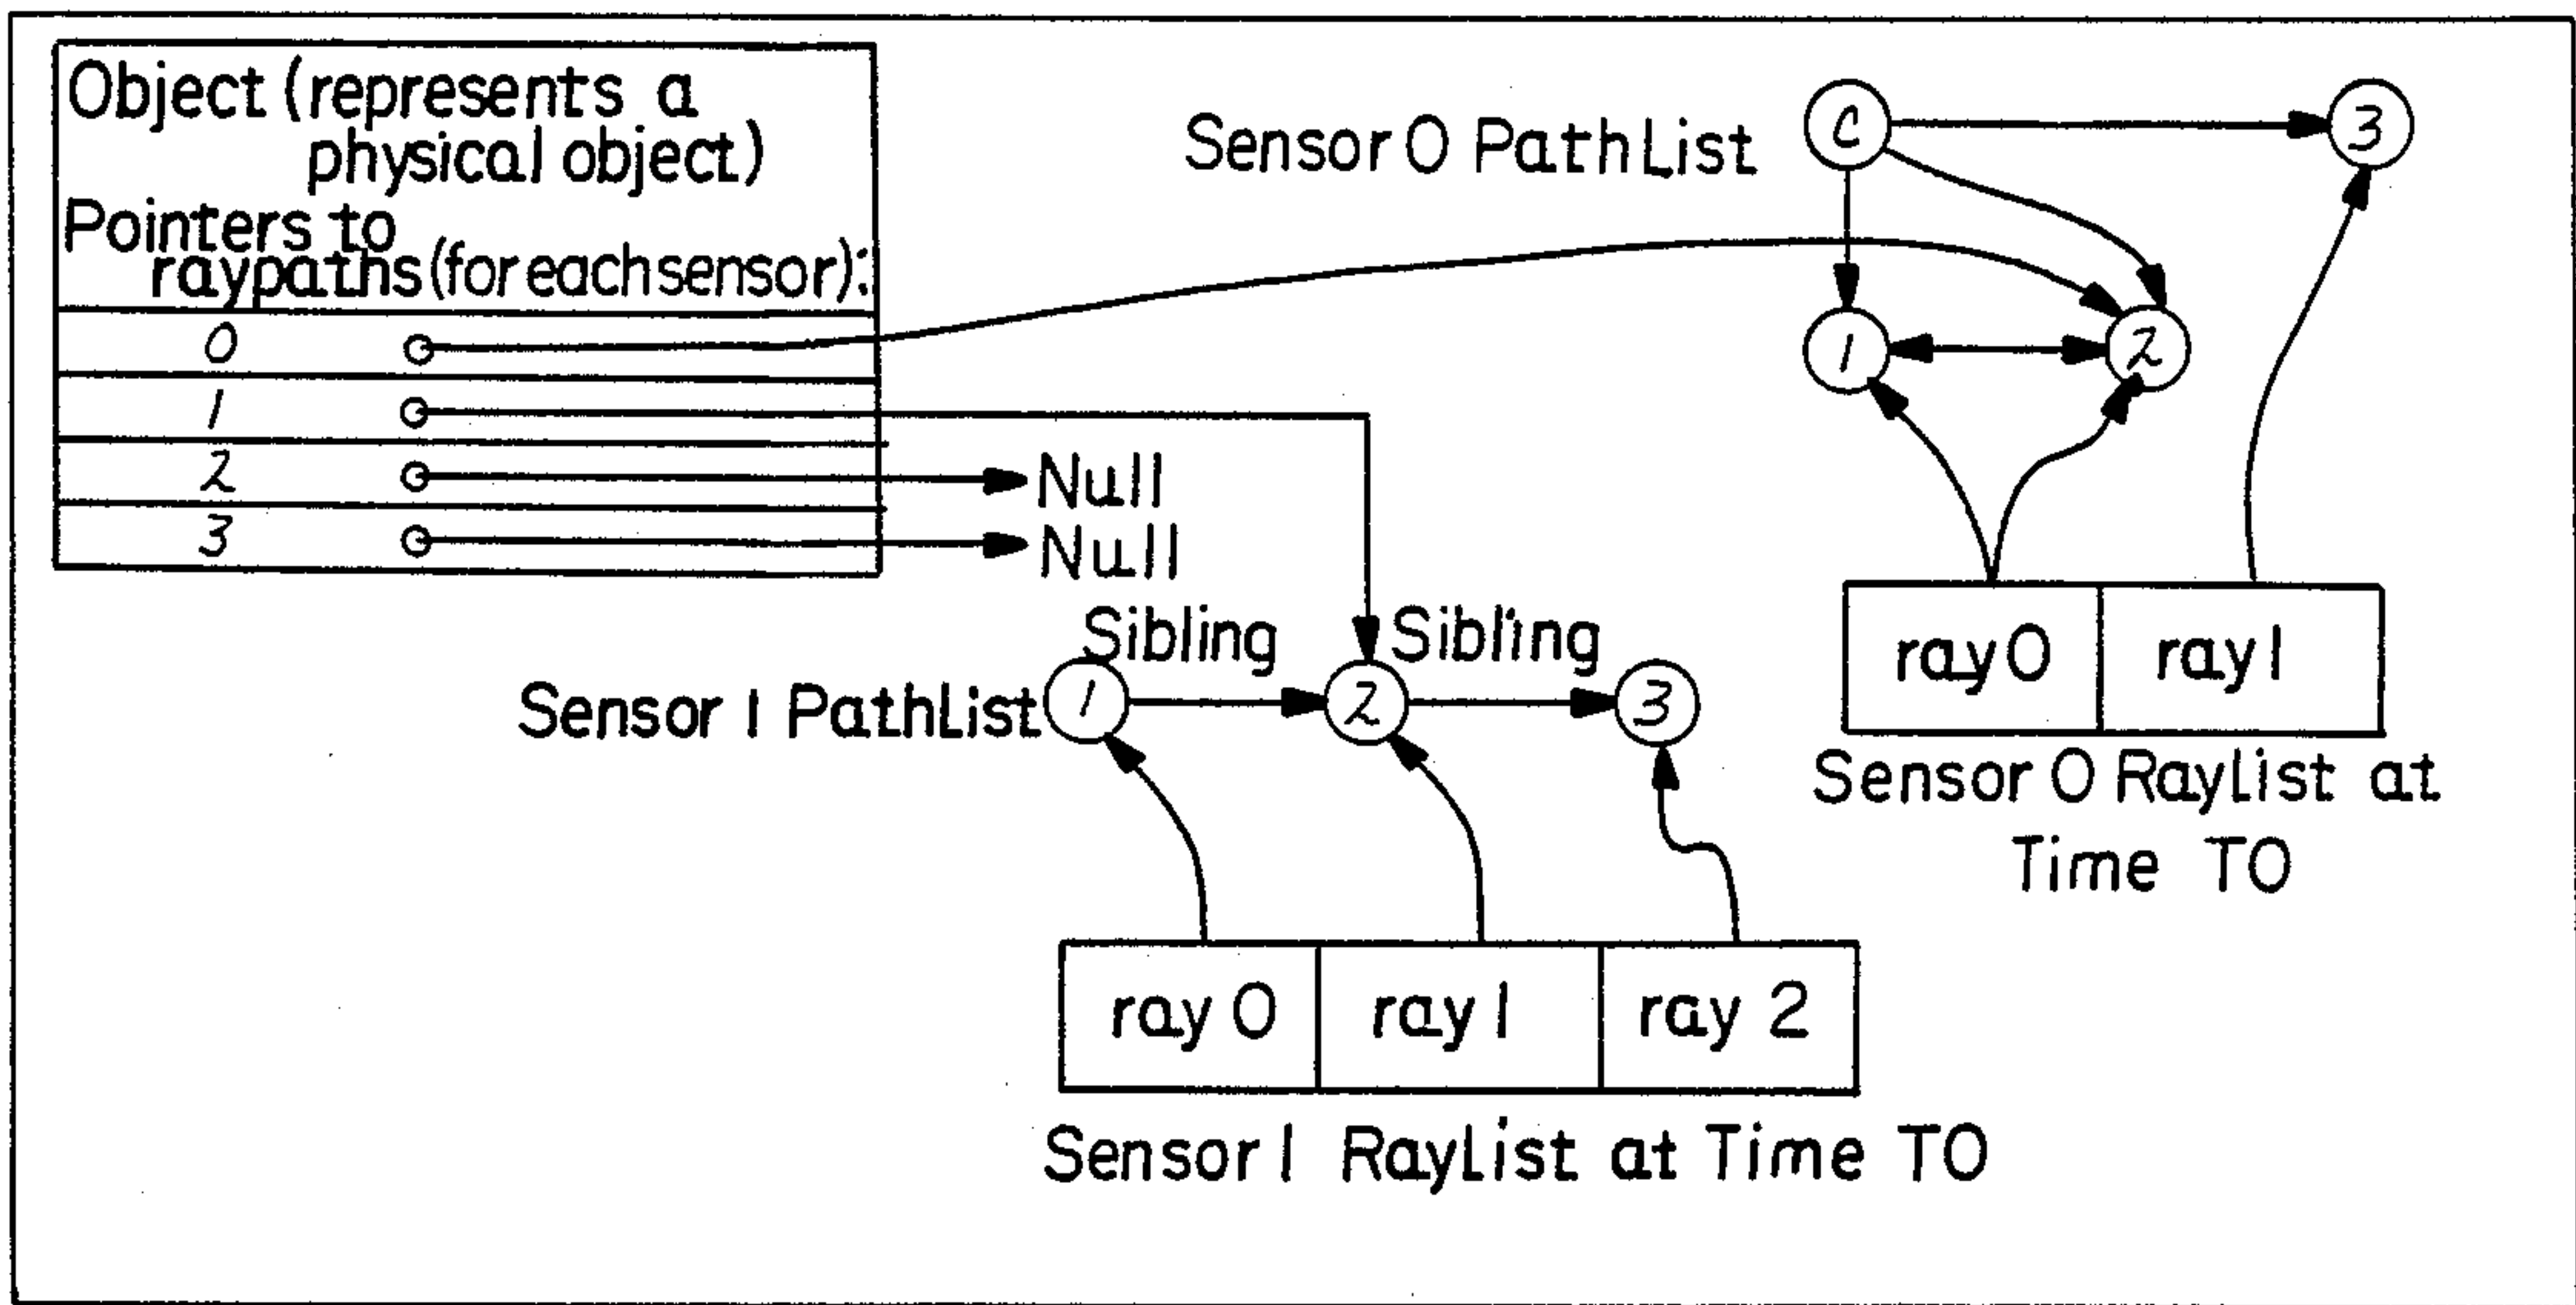 Object (represents a
physical object)
Pointers to
raypaths (for each sensor):
0
1
2
3
Null
Null
Sensor 0 PathList
C
3
1
2
ray 0
ray 1
Sensor 0 RayList at
Time T0
Sibling
Sibling
Sensor 1 PathList
1
2
3
ray 0
ray 1
ray 2
Sensor 1 RayList at Time T0